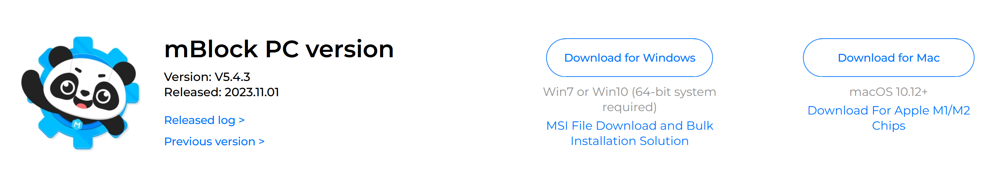 mBlock PC version
Version: V5.4.3
Released: 2023.11.01
Released log >
Previous version >
Download for Windows
Win7 or Win10 (64-bit system
required)
MSI File Download and Bulk
Installation Solution
Download for Mac
macOS 10.12+
Download For Apple M1/M2
Chips
M